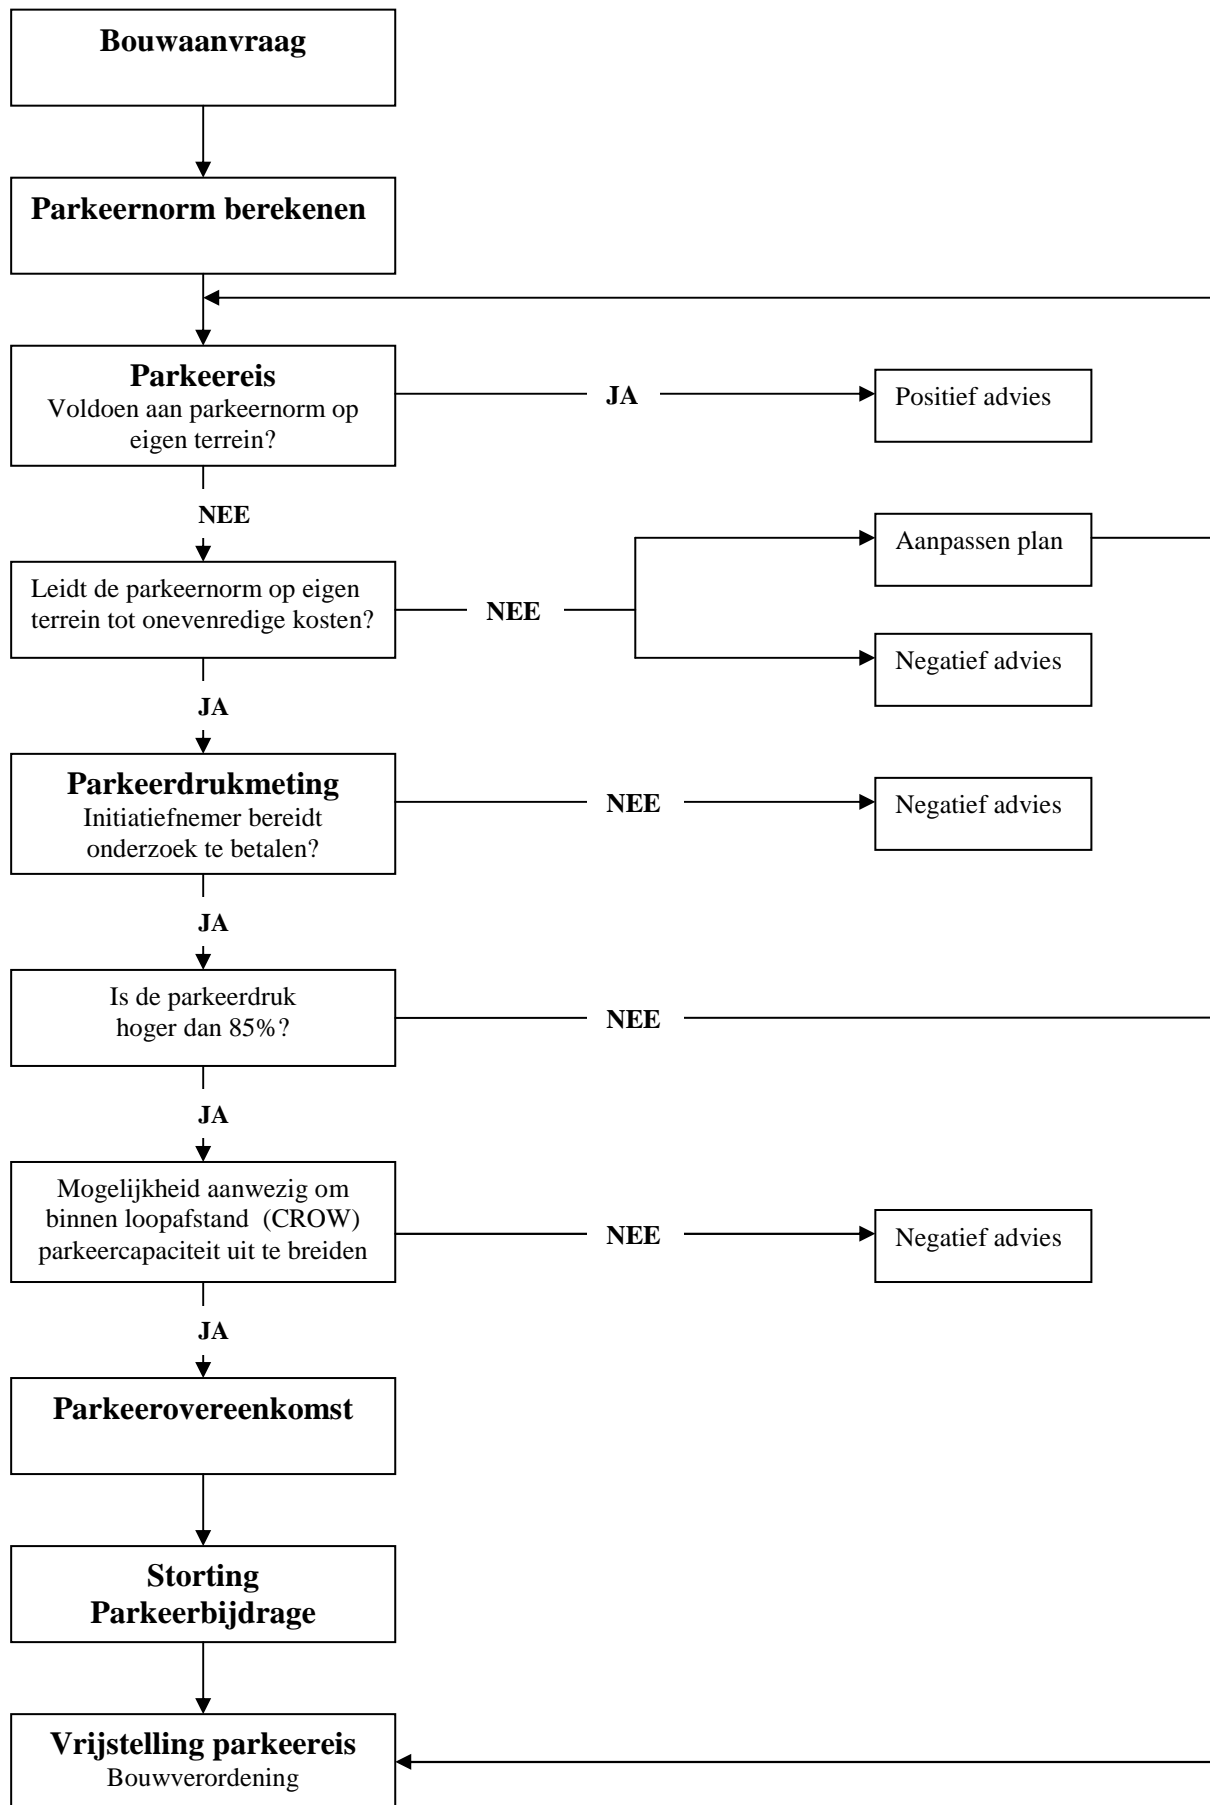 Bouwaanvraag
Parkeernorm berekenen
Parkeereis
Voldoen aan parkeernorm op
eigen terrein?
JA
Positief advies
NEE
Leidt de parkeernorm op eigen
terrein tot onevenredige kosten?
NEE
Aanpassen plan
Negatief advies
JA
Parkeerdrukmeting
Initiatiefnemer bereidt
onderzoek te betalen?
NEE
Negatief advies
JA
Is de parkeerdruk
hoger dan 85%?
NEE
JA
Mogelijkheid aanwezig om
binnen loopafstand (CROW)
parkeercapaciteit uit te breiden
NEE
Negatief advies
JA
Parkeerovereenkomst
Storting
Parkeerbijdrage
Vrijstelling parkeereis
Bouwverordening